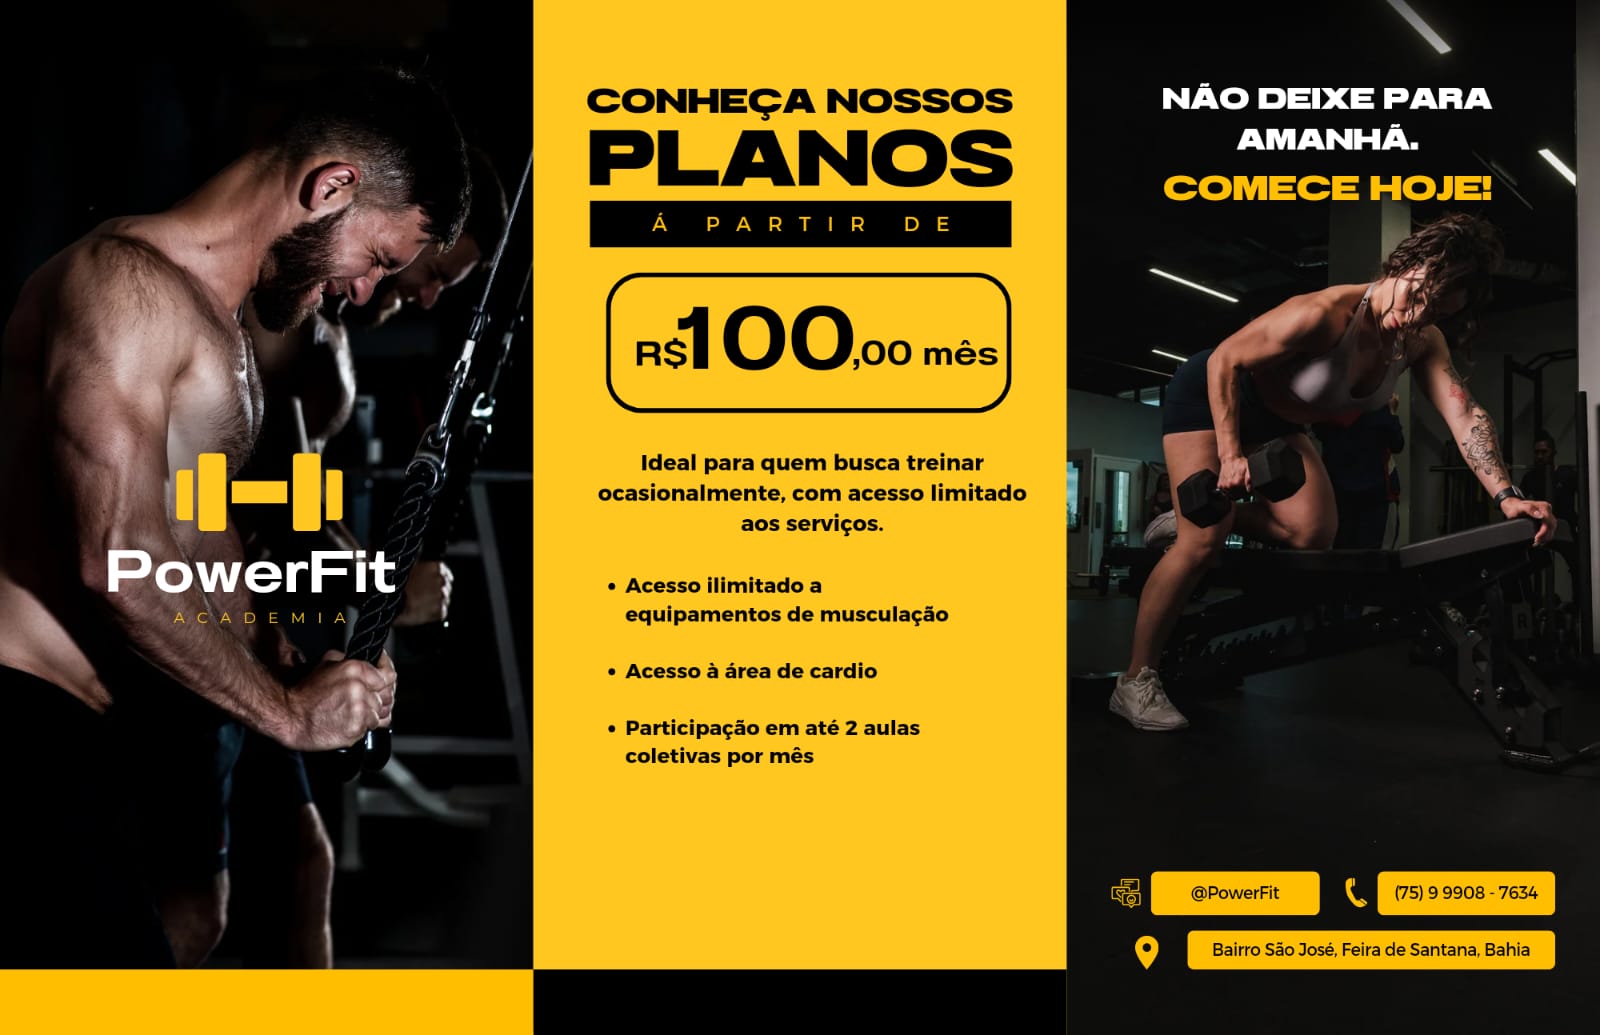 PowerFit
ACADEMIA
CONHEÇA NOSSOS
PLANOS
Á PARTIR DE
R$100,00 mês
Ideal para quem busca treinar
ocasionalmente, com acesso limitado
aos serviços.
• Acesso ilimitado a
equipamentos de musculação
• Acesso à área de cardio
• Participação em até 2 aulas
coletivas por mês
NÃO DEIXE PARA
AMANHÃ.
COMECE HOJE!
@PowerFit
(75) 9 9908 - 7634
Bairro São José, Feira de Santana, Bahia